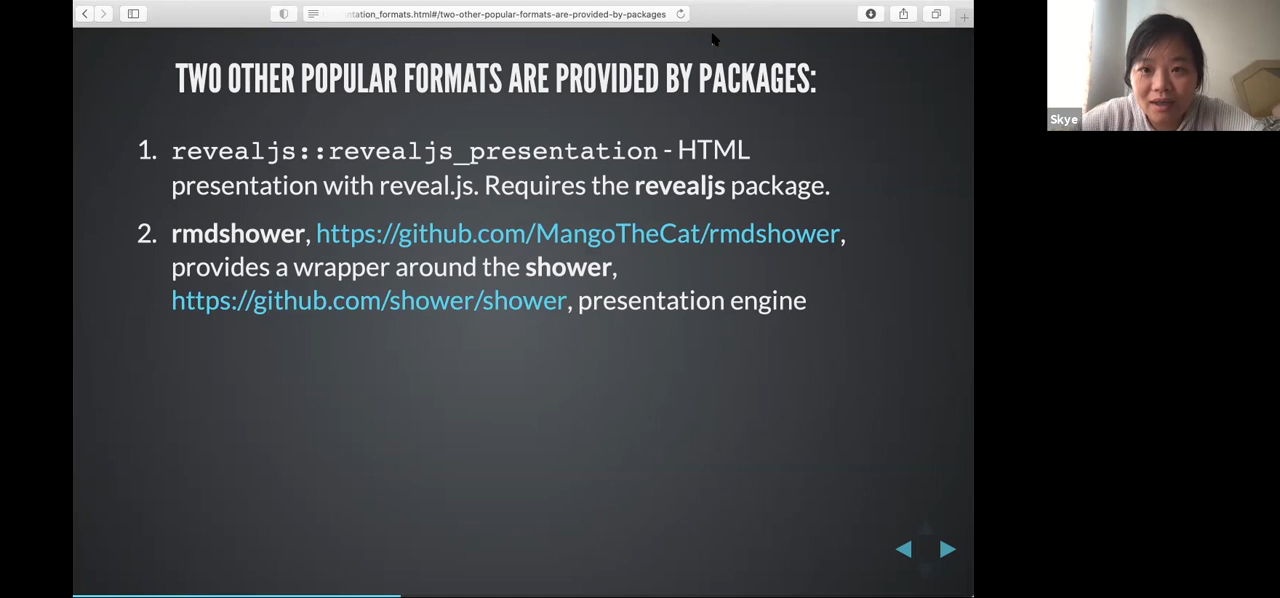 ntation_formats.html#/two-other-popular-formats-are-provided-by-packages
Skye
TWO OTHER POPULAR FORMATS ARE PROVIDED BY PACKAGES:
1. revealjs::revealjs_presentation - HTML
presentation with reveal.js. Requires the revealjs package.
2. rmdshower, https://github.com/MangoTheCat/rmdshower,
provides a wrapper around the shower,
https://github.com/shower/shower, presentation engine